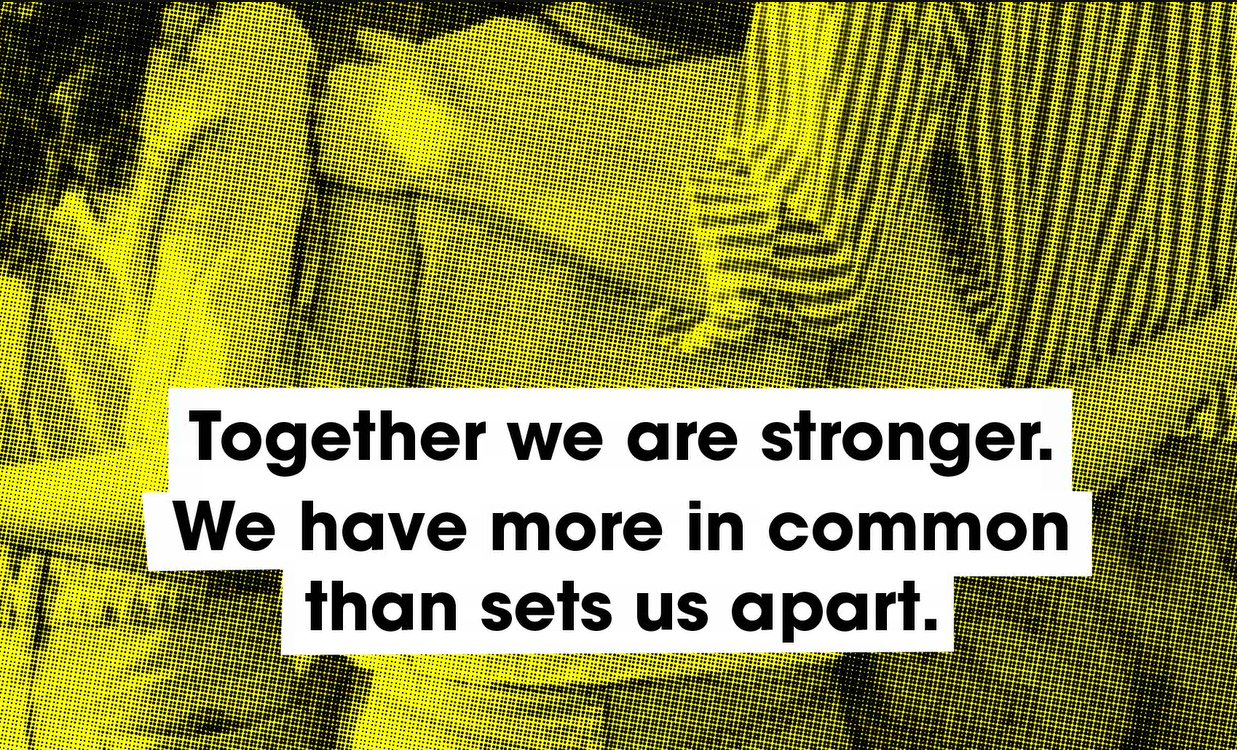 Together we are stronger.
We have more in common
than sets us apart.